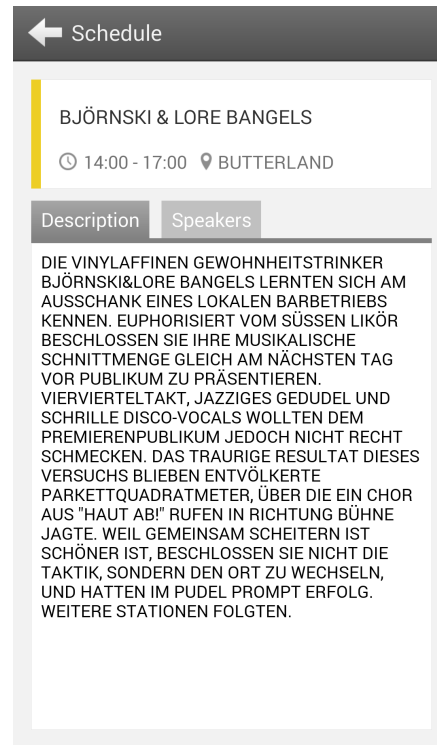 Schedule
BJÖRNSKI & LORE BANGELS
14:00 - 17:00 BUTTERLAND
Description Speakers
DIE VINYLAFFINEN GEWOHNHEITSTRINKER
BJÖRNSKI&LORE BANGELS LERNTEN SICH AM
AUSSCHANK EINES LOKALEN BARBETRIEBS
KENNEN. EUPHORISIERT VOM SÜSSEN LIKÖR
BESCHLOSSEN SIE IHRE MUSIKALISCHE
SCHNITTMENGE GLEICH AM NÄCHSTEN TAG
VOR PUBLIKUM ZU PRÄSENTIEREN.
VIERVIERTELTAKT, JAZZIGES GEDUDEL UND
SCHRILLE DISCO-VOCALS WOLLTEN DEM
PREMIERENPUBLIKUM JEDOCH NICHT RECHT
SCHMECKEN. DAS TRAURIGE RESULTAT DIESES
VERSUCHS BLIEBEN ENTVÖLKERTE
PARKETTQUADRATMETER, ÜBER DIE EIN CHOR
AUS "HAUT AB!" RUFEN IN RICHTUNG BÜHNE
JAGTE. WEIL GEMEINSAM SCHEITERN IST
SCHÖNER IST, BESCHLOSSEN SIE NICHT DIE
TAKTIK, SONDERN DEN ORT ZU WECHSELN,
UND HATTEN IM PUDEL PROMPT ERFOLG.
WEITERE STATIONEN FOLGTEN.